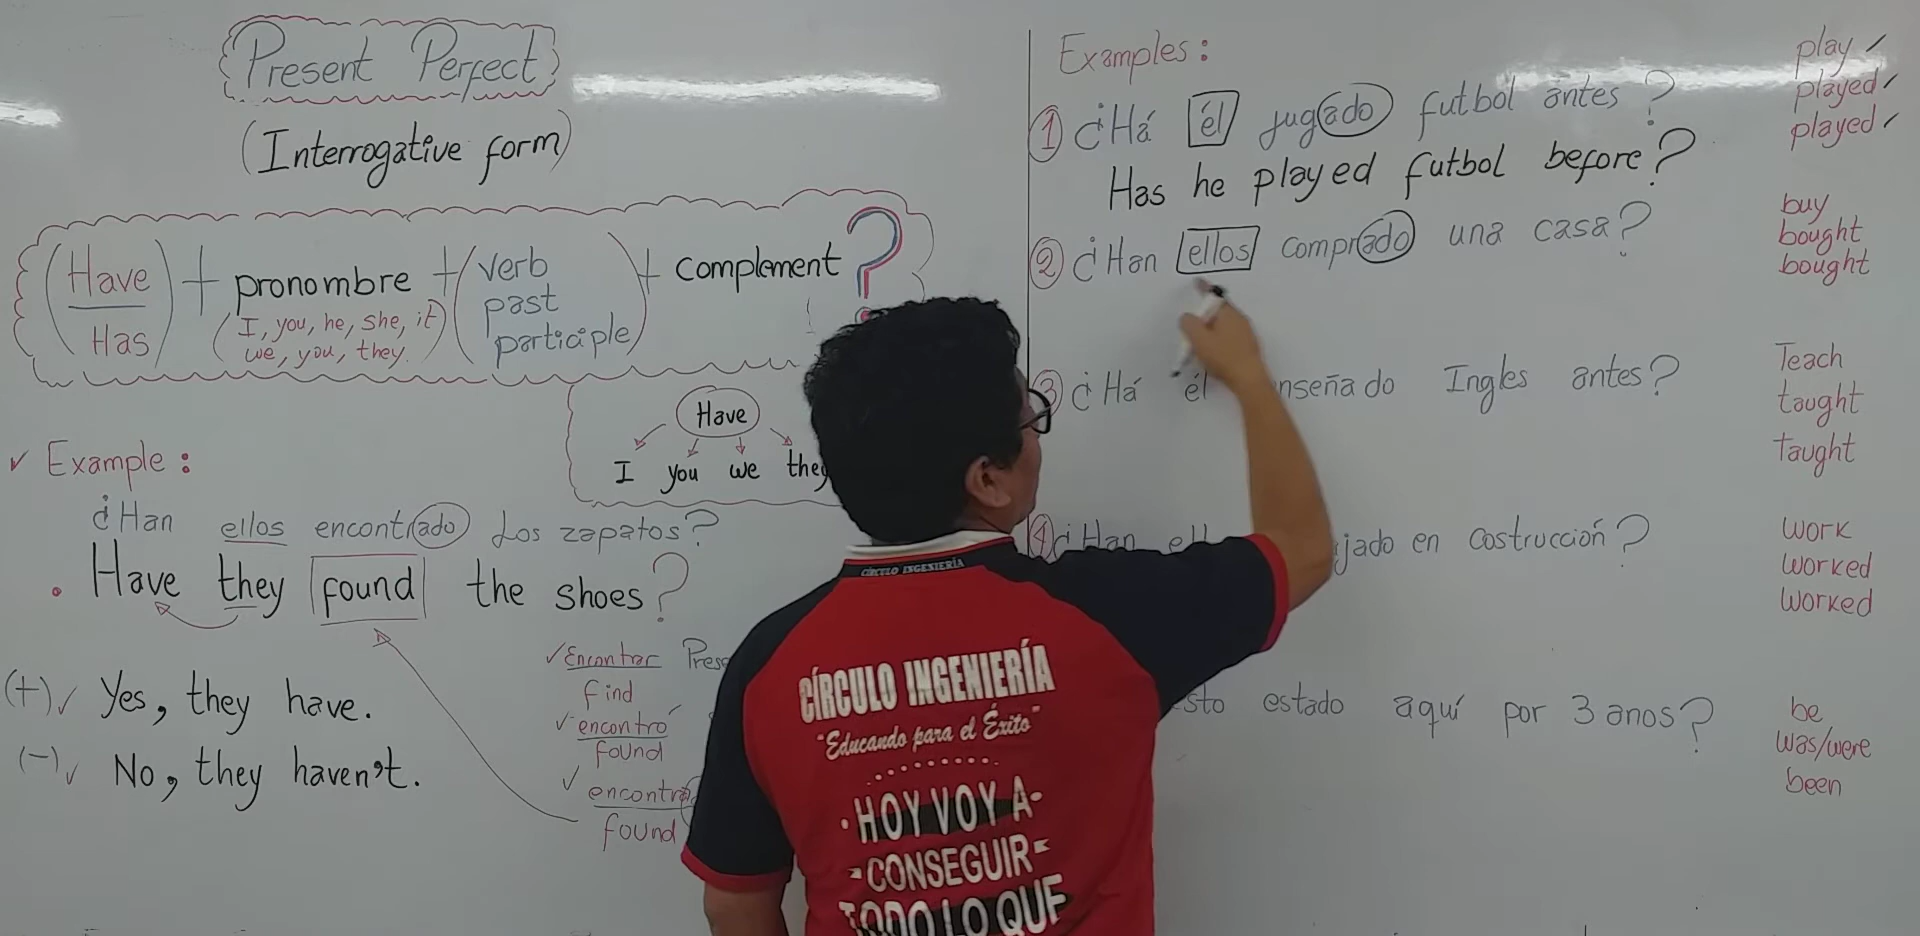 Present Perfect
(Interrogative form)
(Have
Has) + pronombre + (verb past participle) + complement ?
(I, you, he, she, it
we, you, they.)
Have
I you we they
✓ Example:
¿Han ellos encontrado Los zapatos?
• Have they found the shoes?
(+)✓ Yes, they have.
(-)✓ No, they haven't.
✓ Encontrar
find
✓ encontró
found
✓
found
Examples:
① ¿Há él jugado futbol antes?
Has he played futbol before?
② ¿Han ellos comprado una casa?
③ ¿Há él Ingles antes?
④ ¿Han en Costrucción?
estado aquí por 3 anos?
play ✓
played ✓
played ✓
buy
bought
bought
Teach
taught
Taught
work
worked
worked
be
was/were
been
CÍRCULO INGENIERÍA
CÍRCULO INGENIERÍA
"Educando para el Éxito"
• HOY VOY A •
- CONSEGUIR -
TODO LO QUE